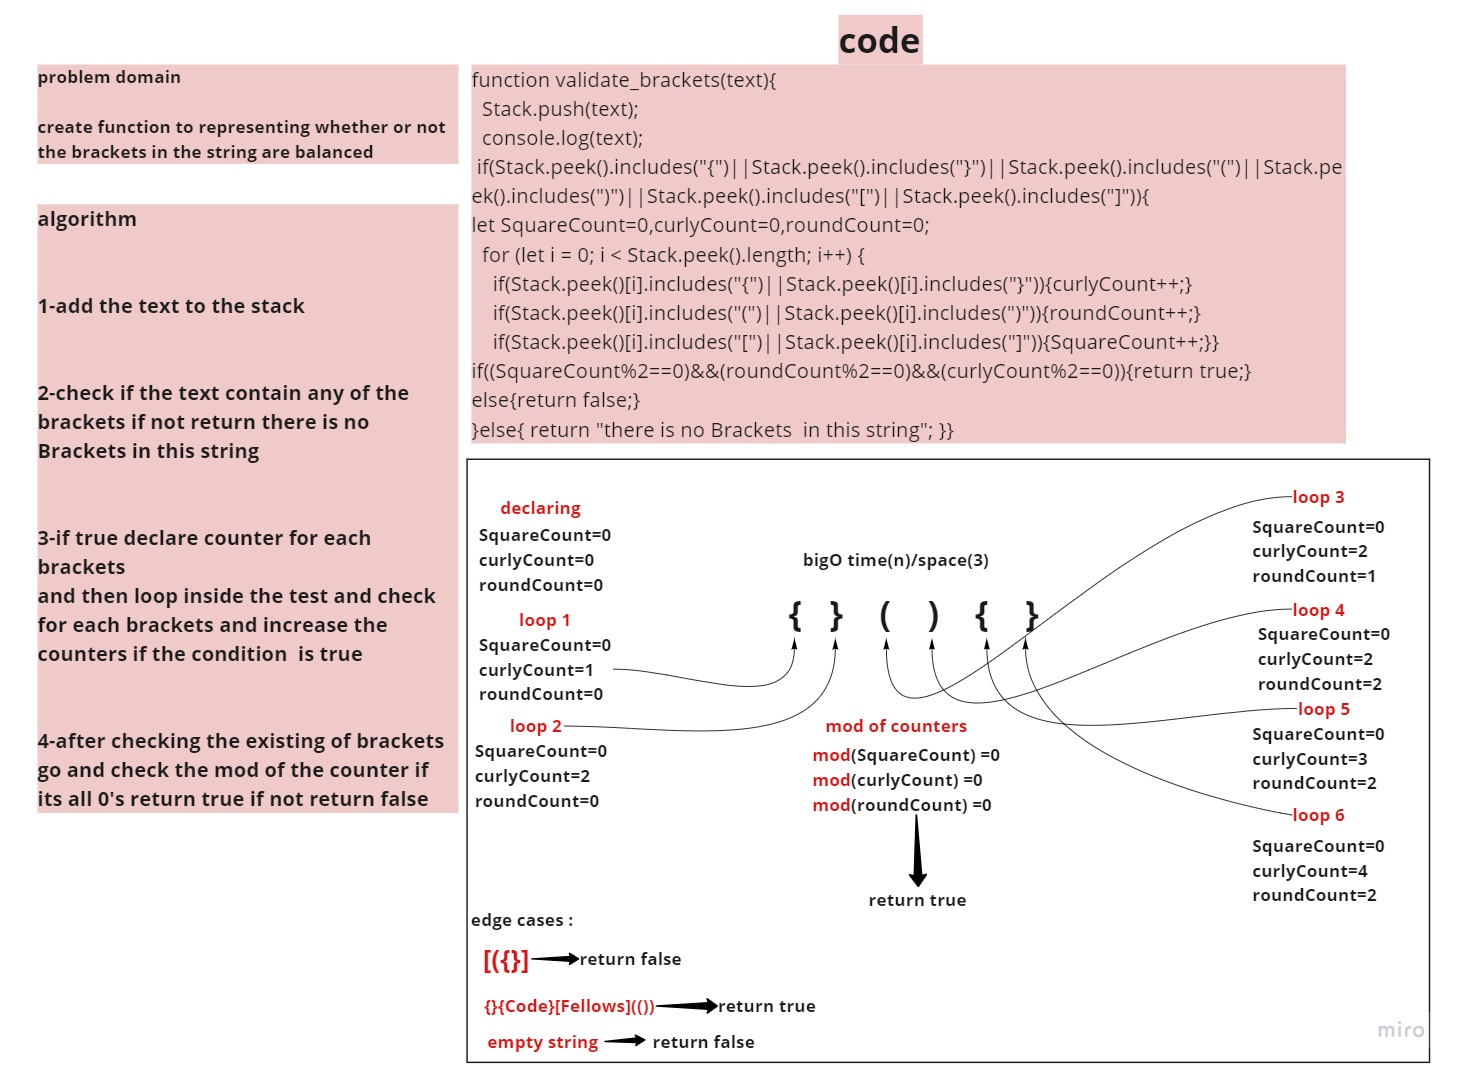 code
problem domain
create function to representing whether or not
the brackets in the string are balanced
algorithm
1-add the text to the stack
2-check if the text contain any of the
brackets if not return there is no
Brackets in this string
3-if true declare counter for each
brackets
and then loop inside the test and check
for each brackets and increase the
counters if the condition  is true
4-after checking the existing of brackets
go and check the mod of the counter if
its all 0's return true if not return false
function validate_brackets(text){
Stack.push(text);
console.log(text);
if(Stack.peek().includes("{")||Stack.peek().includes("}")||Stack.peek().includes("(")||Stack.pe
ek().includes(")")||Stack.peek().includes("[")||Stack.peek().includes("]")){
let SquareCount=0,curlyCount=0,roundCount=0;
for (let i = 0; i < Stack.peek().length; i++) {
if(Stack.peek()[i].includes("{")||Stack.peek()[i].includes("}")){curlyCount++;}
if(Stack.peek()[i].includes("(")||Stack.peek()[i].includes(")")){roundCount++;}
if(Stack.peek()[i].includes("[")||Stack.peek()[i].includes("]")){SquareCount++;}}
if((SquareCount%2==0)&&(roundCount%2==0)&&(curlyCount%2==0)){return true;}
else{return false;}
}else{ return "there is no Brackets  in this string"; }}
declaring
SquareCount=0
curlyCount=0
roundCount=0
loop 1
SquareCount=0
curlyCount=1
roundCount=0
loop 2
SquareCount=0
curlyCount=2
roundCount=0
bigO time(n)/space(3)
{ } ( ) { }
mod of counters
mod(SquareCount) =0
mod(curlyCount) =0
mod(roundCount) =0
return true
loop 3
SquareCount=0
curlyCount=2
roundCount=1
loop 4
SquareCount=0
curlyCount=2
roundCount=2
loop 5
SquareCount=0
curlyCount=3
roundCount=2
loop 6
SquareCount=0
curlyCount=4
roundCount=2
edge cases :
[({}] return false
{}{Code}[Fellows](()) return true
empty string return false
miro